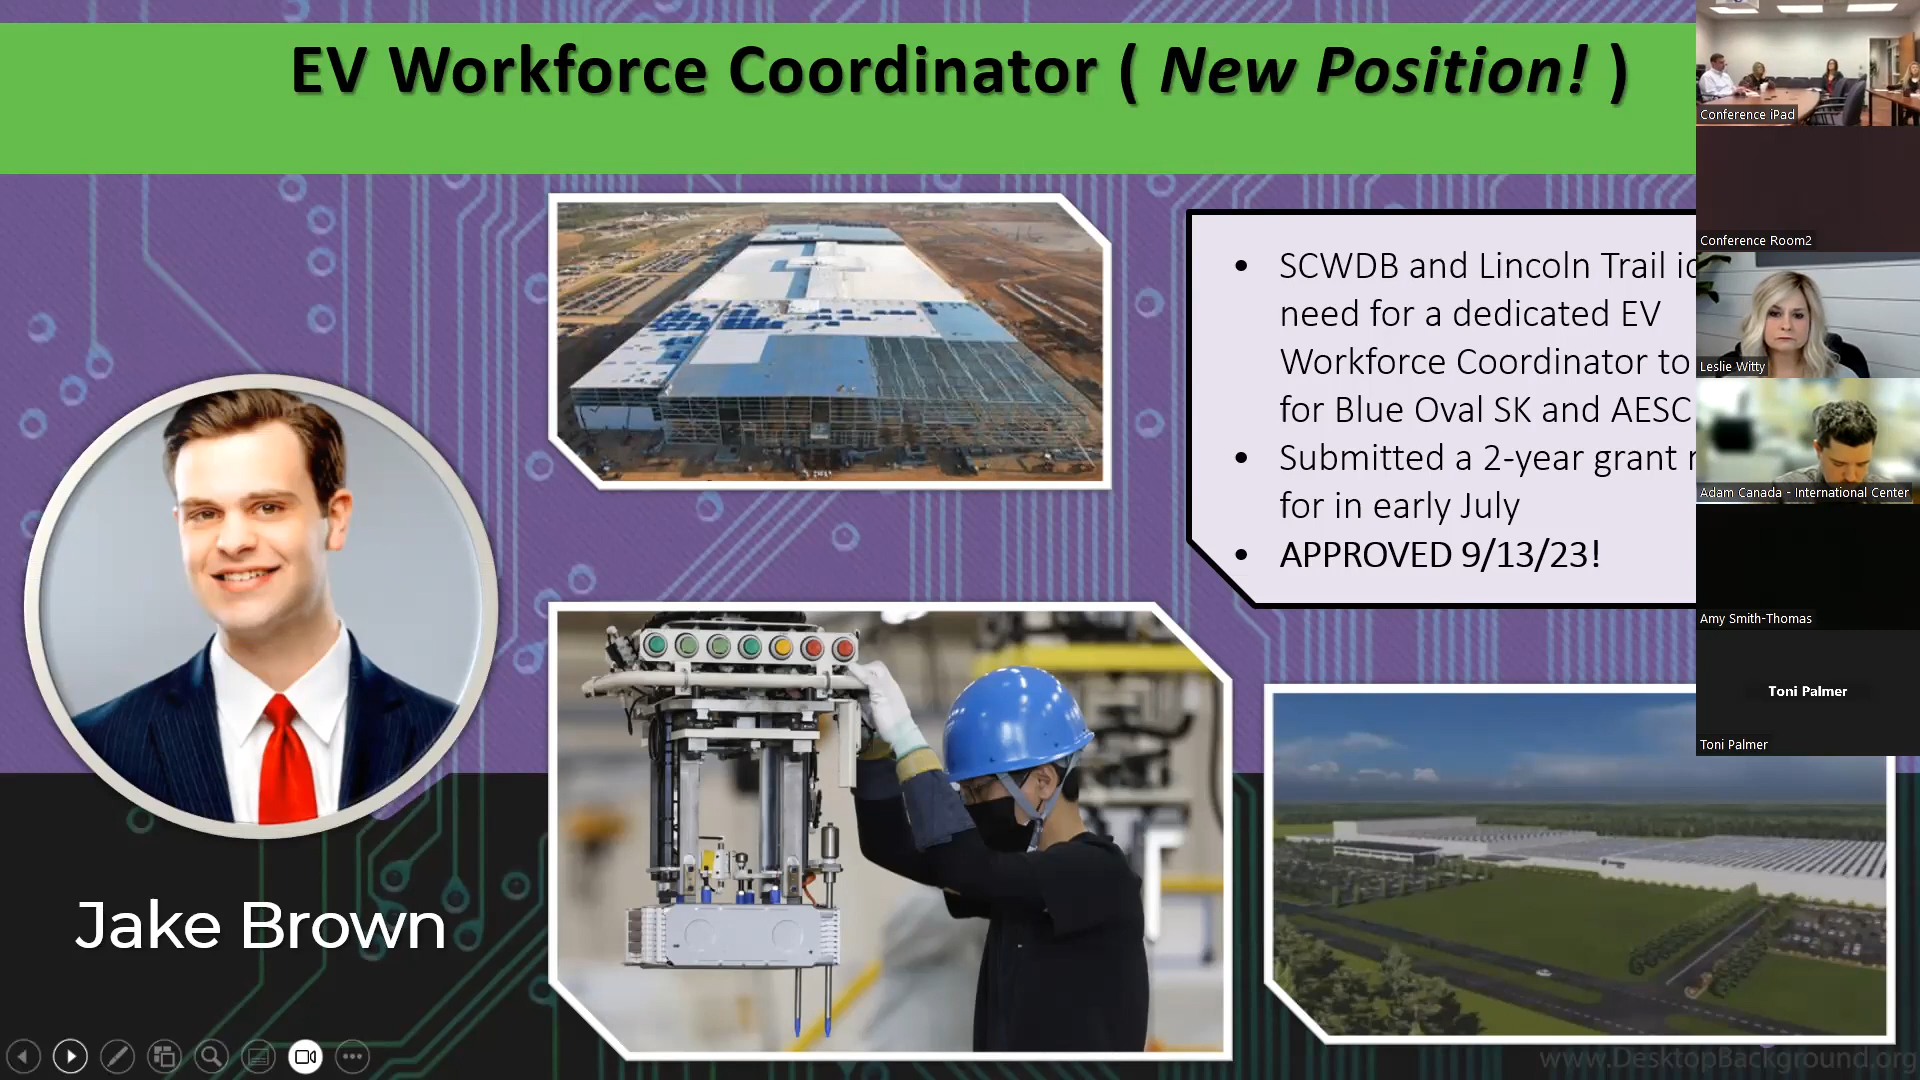 EV Workforce Coordinator ( New Position! )
SCWDB and Lincoln Trail
need for a dedicated EV
Workforce Coordinator to
for Blue Oval SK and AESC
Submitted a 2-year grant
for in early July
APPROVED 9/13/23!
Jake Brown
Conference iPad
Conference Room2
Leslie Witty
Adam Canada - International Center
Amy Smith-Thomas
Toni Palmer
Toni Palmer
www.DesktopBackground.org